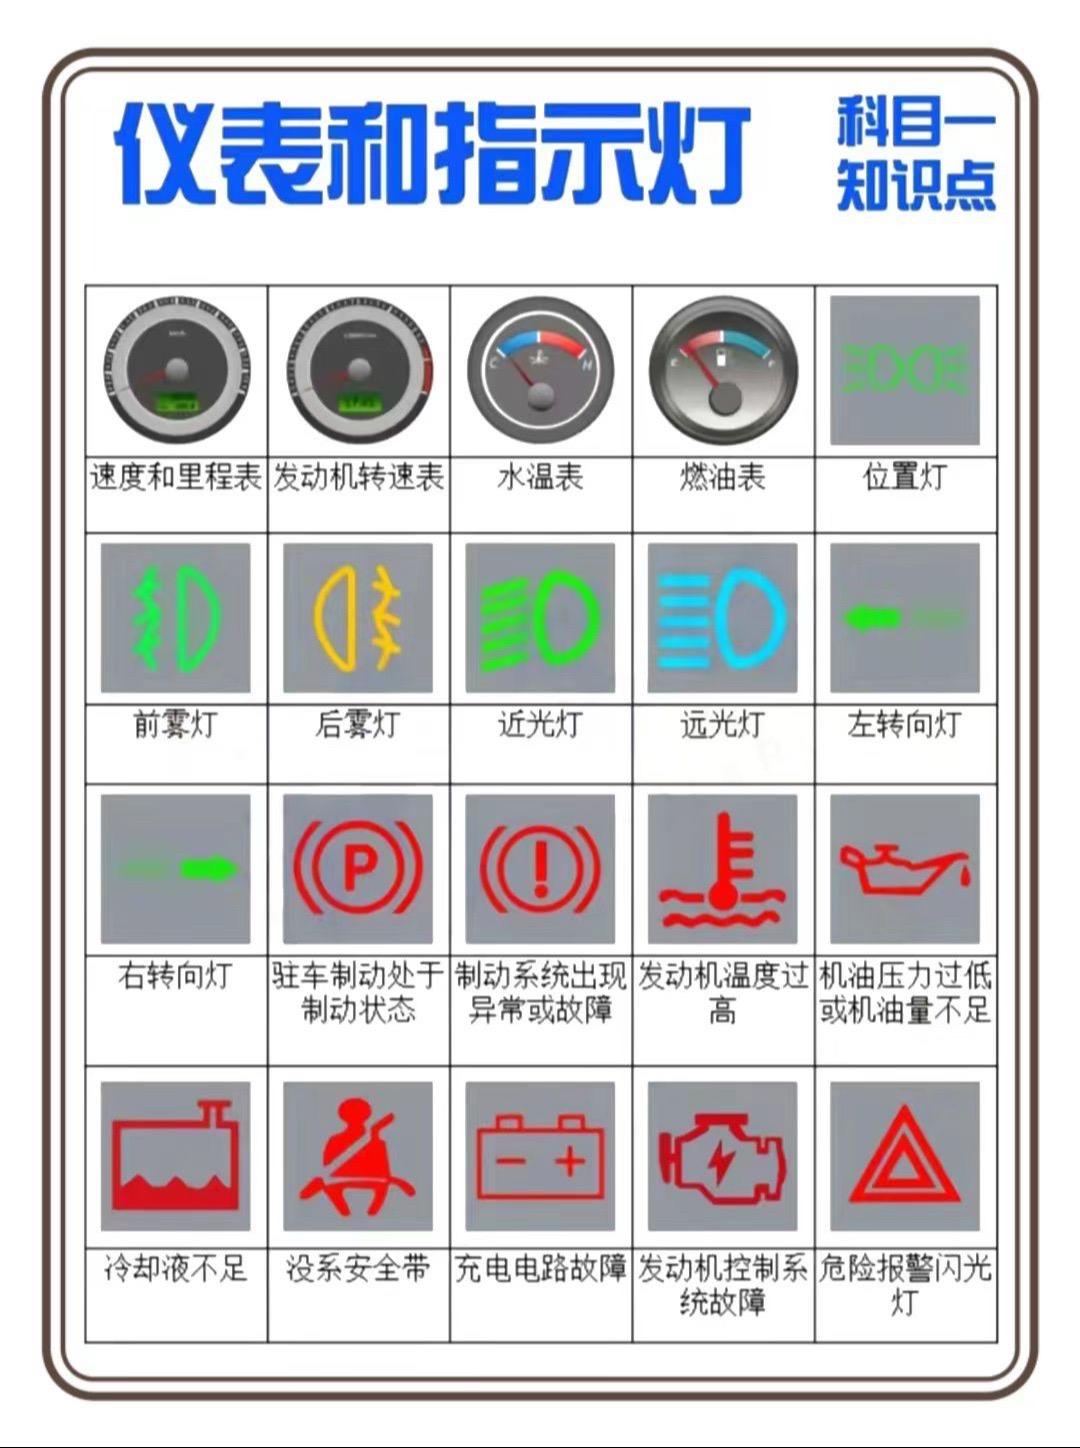 仪表和指示灯
科目一
知识点
速度和里程表
发动机转速表
水温表
燃油表
位置灯
前雾灯
后雾灯
近光灯
远光灯
左转向灯
P
!
右转向灯
驻车制动处于
制动状态
制动系统出现
异常或故障
发动机温度过
高
机油压力过低
或机油量不足
- +
冷却液不足
没系安全带
充电电路故障
发动机控制系
统故障
危险报警闪光
灯